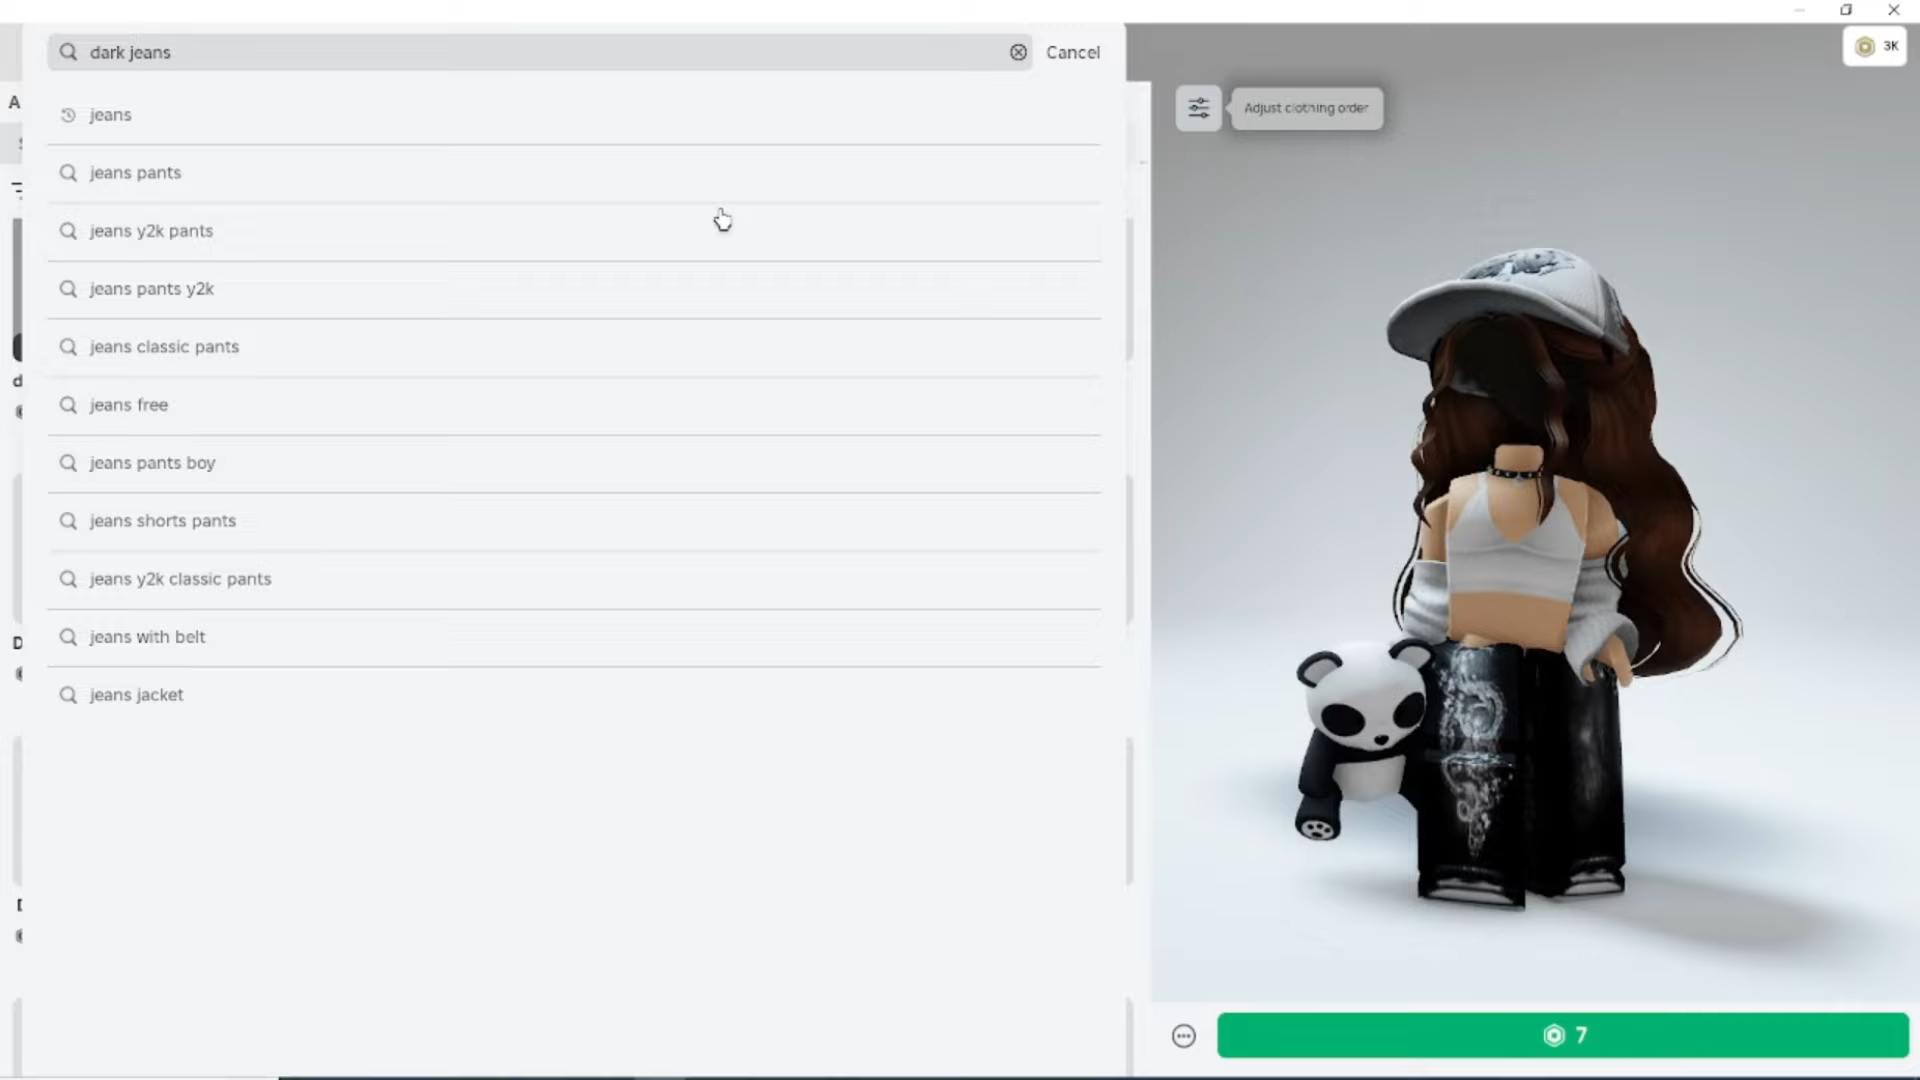 dark jeans
Cancel
3K
A
Adjust clothing order
jeans
jeans pants
jeans y2k pants
jeans pants y2k
jeans classic pants
d
jeans free
jeans pants boy
jeans shorts pants
jeans y2k classic pants
jeans with belt
D
jeans jacket
7